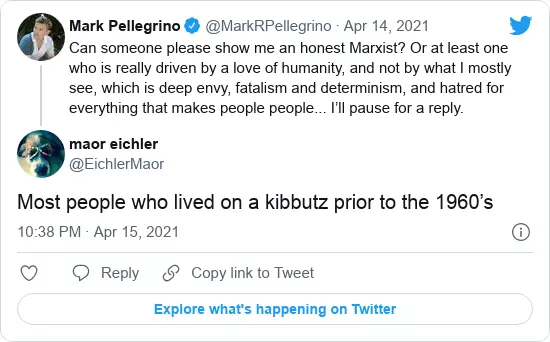 Mark Pellegrino @MarkRPellegrino · Apr 14, 2021
Can someone please show me an honest Marxist? Or at least one
who is really driven by a love of humanity, and not by what I mostly
see, which is deep envy, fatalism and determinism, and hatred for
everything that makes people people... I’ll pause for a reply.
maor eichler
@EichlerMaor
Most people who lived on a kibbutz prior to the 1960’s
10:38 PM · Apr 15, 2021
Reply Copy link to Tweet
Explore what's happening on Twitter